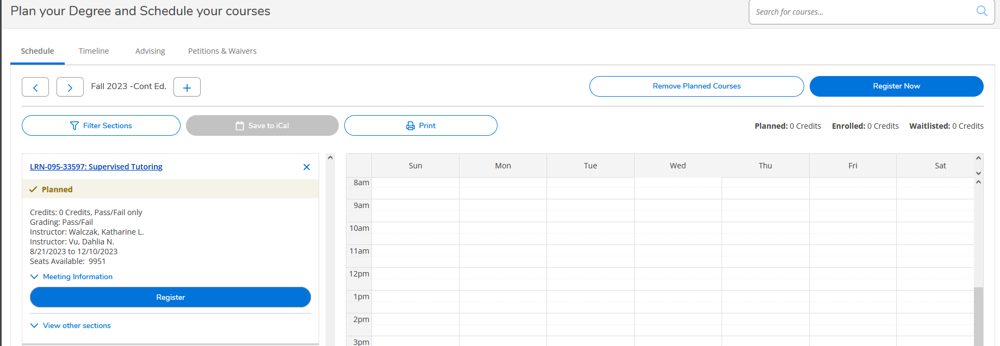 Plan your Degree and Schedule your courses
Search for courses...
Schedule
Timeline
Advising
Petitions & Waivers
Fall 2023 -Cont Ed.
Remove Planned Courses
Register Now
Filter Sections
Save to iCal
Print
Planned: 0 Credits
Enrolled: 0 Credits
Waitlisted: 0 Credits
LRN-095-33597: Supervised Tutoring
Planned
Credits: 0 Credits, Pass/Fail only
Grading: Pass/Fail
Instructor: Walczak, Katharine L.
Instructor: Vu, Dahlia N.
8/21/2023 to 12/10/2023
Seats Available: 9951
Meeting Information
Register
View other sections
Sun
Mon
Tue
Wed
Thu
Fri
Sat
8am
9am
10am
11am
12pm
1pm
2pm
3pm